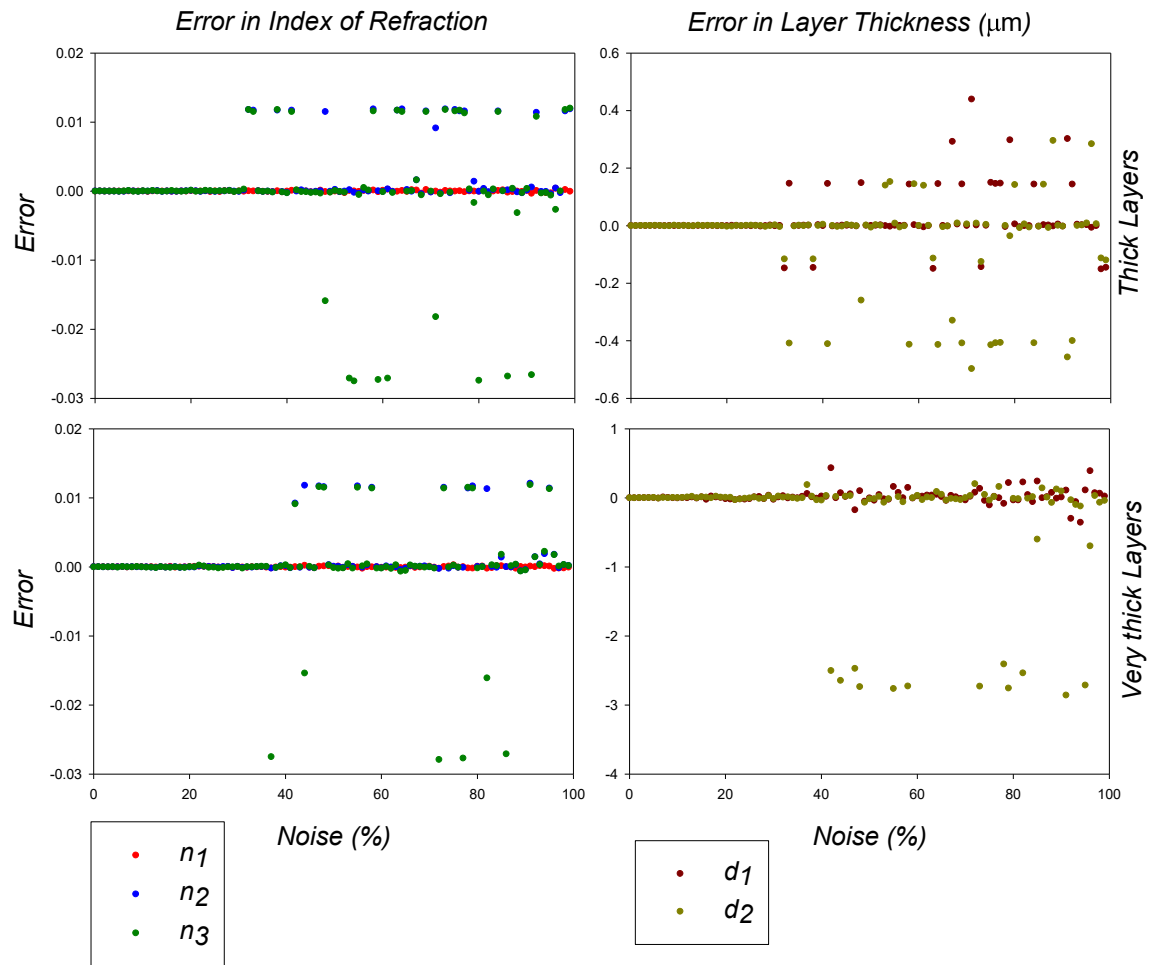 Error in Index of Refraction
Error in Layer Thickness (μm)
0.02
0.01
0.00
-0.01
-0.02
-0.03
Error
0.6
0.4
0.2
0.0
-0.2
-0.4
-0.6
Thick Layers
0.02
0.01
0.00
-0.01
-0.02
-0.03
Error
0 20 40 60 80 100
Noise (%)
1
0
-1
-2
-3
-4
Very thick Layers
0 20 40 60 80 100
Noise (%)
n1
n2
n3
d1
d2